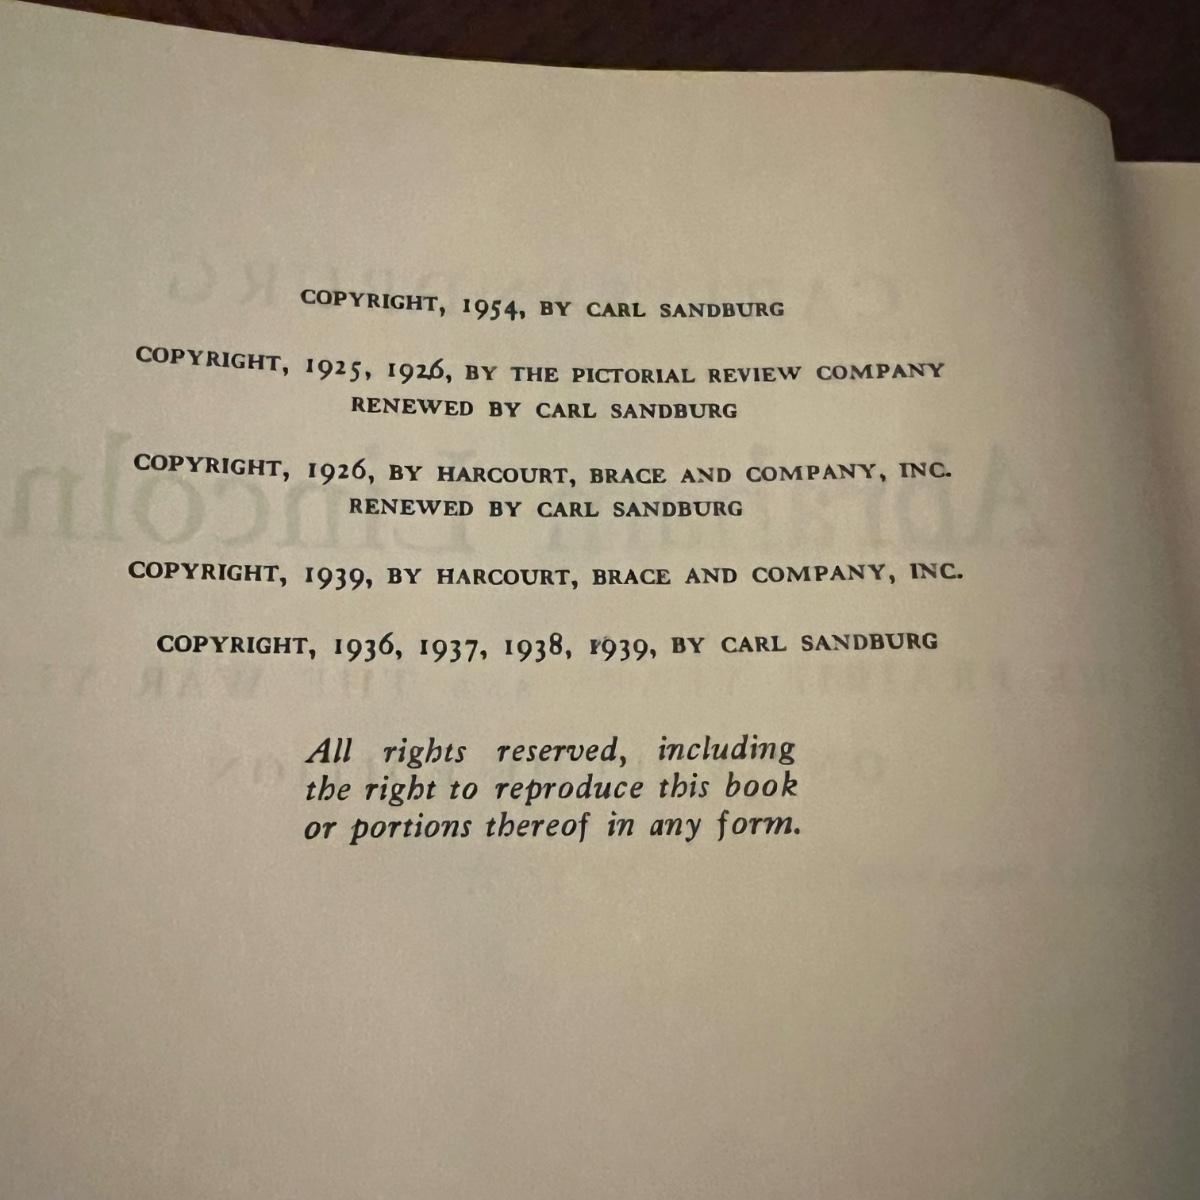 COPYRIGHT, 1954, BY CARL SANDBURG
COPYRIGHT, 1925, 1926, BY THE PICTORIAL REVIEW COMPANY
RENEWED BY CARL SANDBURG
COPYRIGHT, 1926, BY HARCOURT, BRACE AND COMPANY, INC.
RENEWED BY CARL SANDBURG
COPYRIGHT, 1939, BY HARCOURT, BRACE AND COMPANY, INC.
COPYRIGHT, 1936, 1937, 1938, 1939, BY CARL SANDBURG
All rights reserved, including
the right to reproduce this book
or portions thereof in any form.